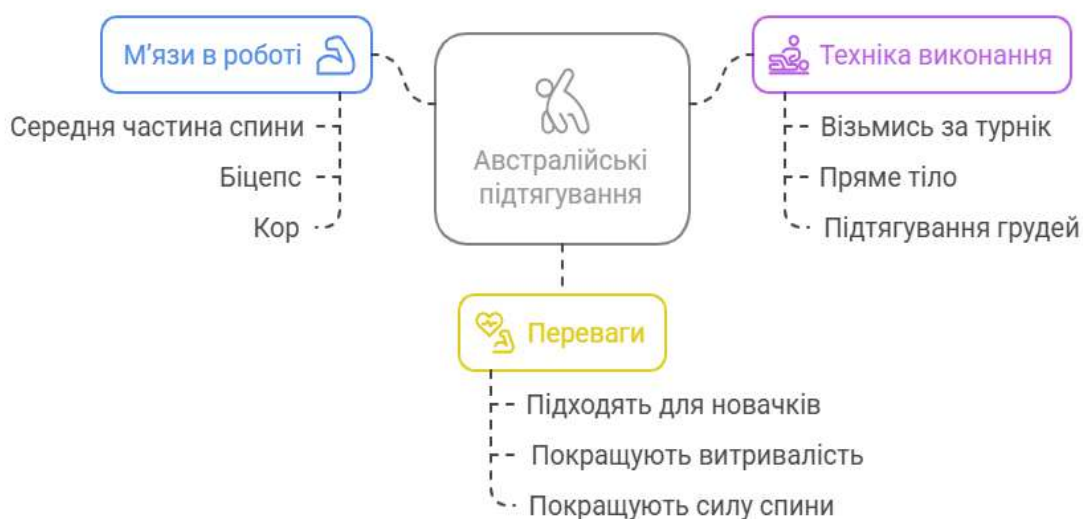 М’язи в роботі
Середня частина спини
Біцепс
Кор
Австралійські
підтягування
Техніка виконання
Візьмись за турнік
Пряме тіло
Підтягування грудей
Переваги
Підходять для новачків
Покращують витривалість
Покращують силу спини